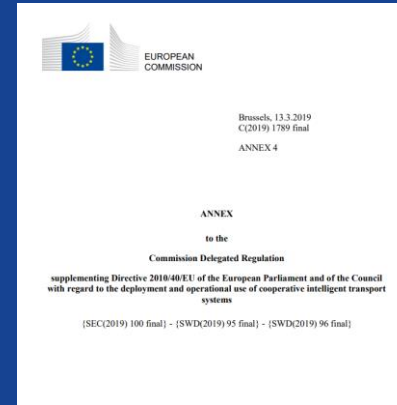 EUROPEAN
COMMISSION
Brussels, 13.3.2019
C(2019) 1789 final
ANNEX 4
ANNEX
to the
Commission Delegated Regulation
supplementing Directive 2010/40/EU of the European Parliament and of the Council
with regard to the deployment and operational use of cooperative intelligent transport
systems
{SEC(2019) 100 final} - {SWD(2019) 95 final} - {SWD(2019) 96 final}